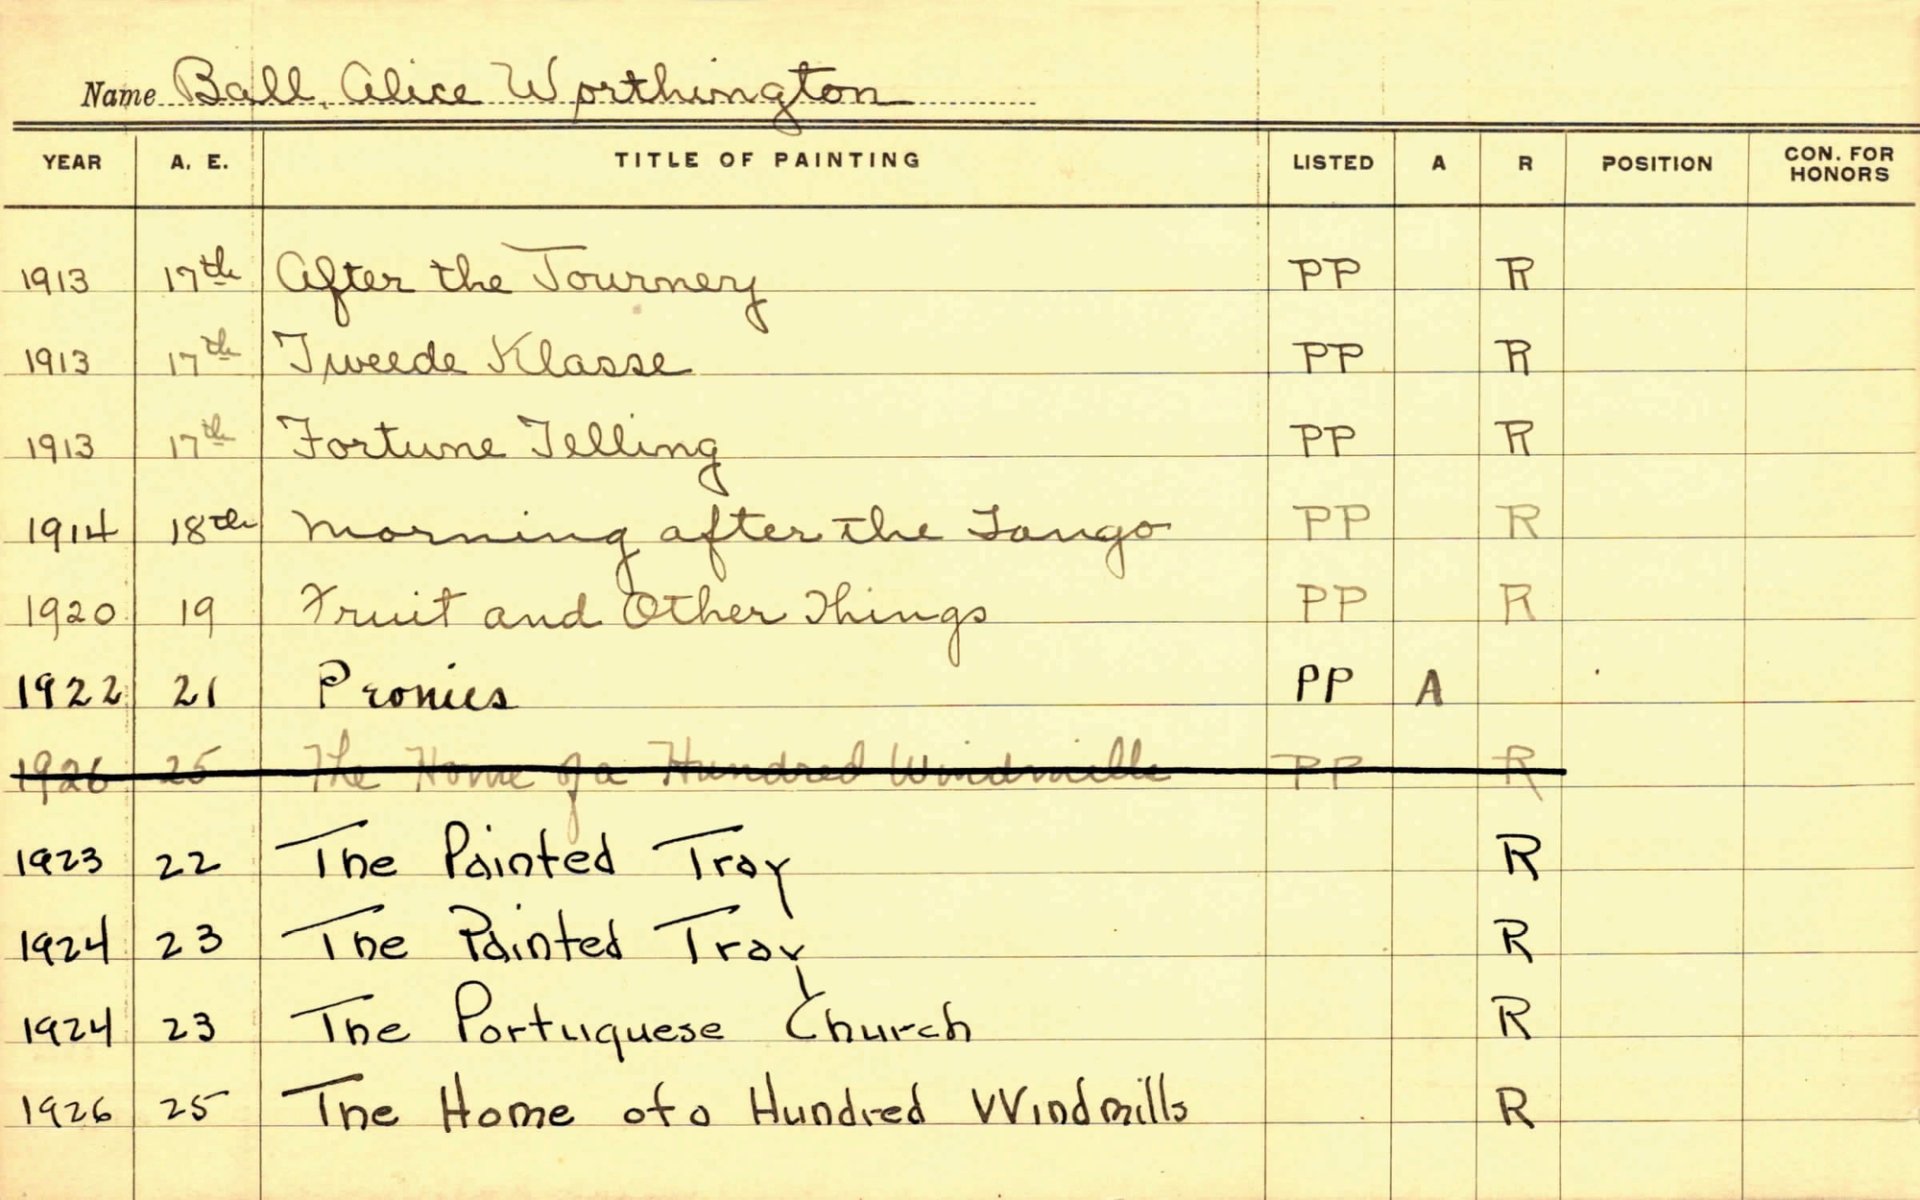 Name Ball, Alice Worthington
YEAR A. E. TITLE OF PAINTING LISTED A R POSITION CON. FOR HONORS
1913 17th After the Tourney PP R
1913 17th Tweede Klasse PP R
1913 17th Fortune Telling PP R
1914 18th Morning after the Tango PP R
1920 19 Fruit and Other Things PP R
1922 21 Peonies PP A
1926 25 The Home of a Hundred Windmills PP R
1923 22 The Painted Tray R
1924 23 The Painted Tray R
1924 23 The Portuguese Church R
1926 25 The Home of a Hundred Windmills R